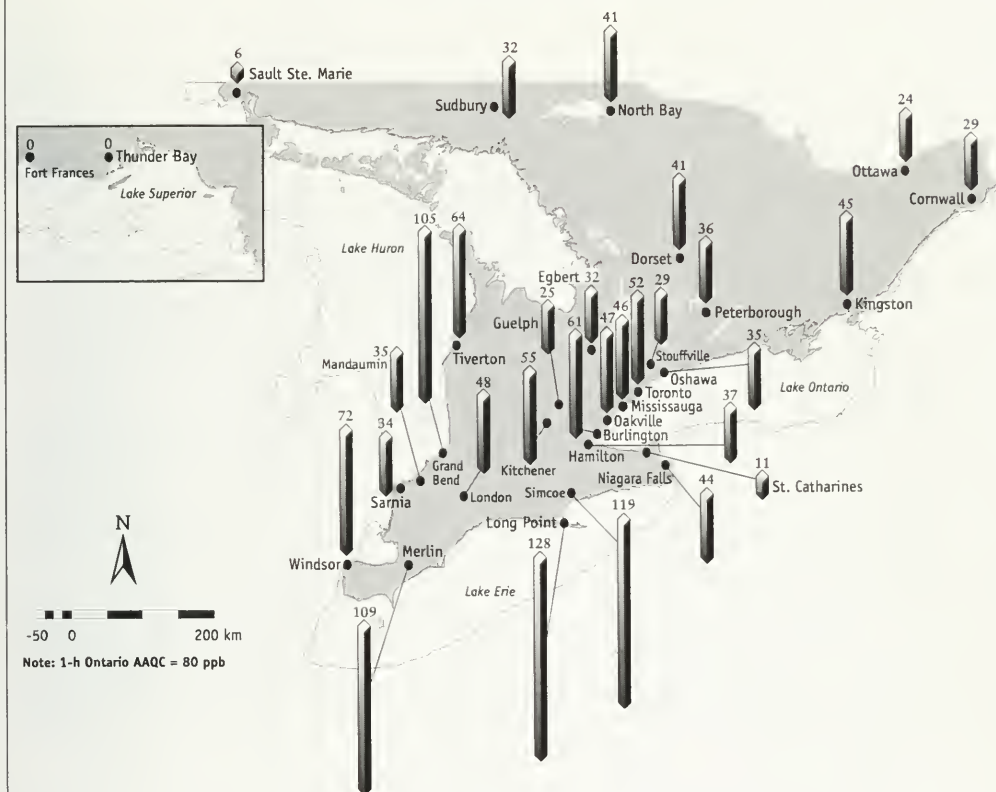 41
32
6
Sault Ste. Marie
Sudbury
North Bay
24
Ottawa
29
Cornwall
0
0
Fort Frances
Thunder Bay
Lake Superior
105
64
Lake Huron
41
Dorset
36
Peterborough
45
Kingston
Egbert
32
52
29
25
Guelph
47
46
61
Stouffville
Oshawa
35
Lake Ontario
Tiverton
Mandaumin
35
55
48
Toronto
Mississauga
Oakville
Burlington
Hamilton
37
72
34
Grand
Bend
Kitchener
Niagara Falls
11
St. Catharines
44
Sarnia
London
Simcoe
Long Point
119
128
N
Windsor
Merlin
Lake Erie
109
-50 0 200 km
Note: 1-h Ontario AAQC = 80 ppb